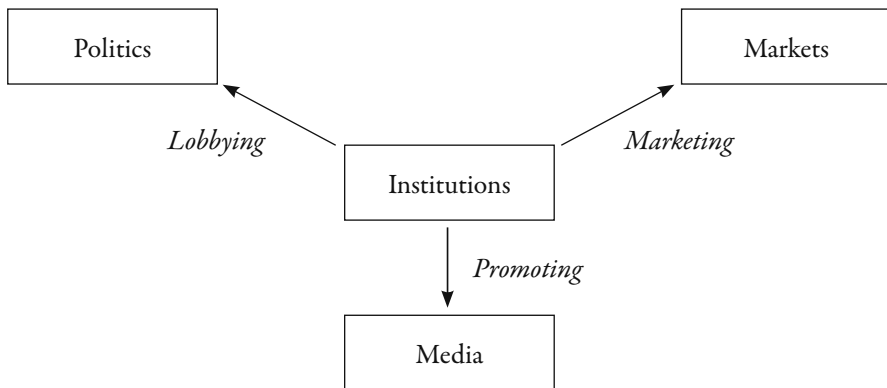 Politics
Markets
Lobbying
Marketing
Institutions
Promoting
Media